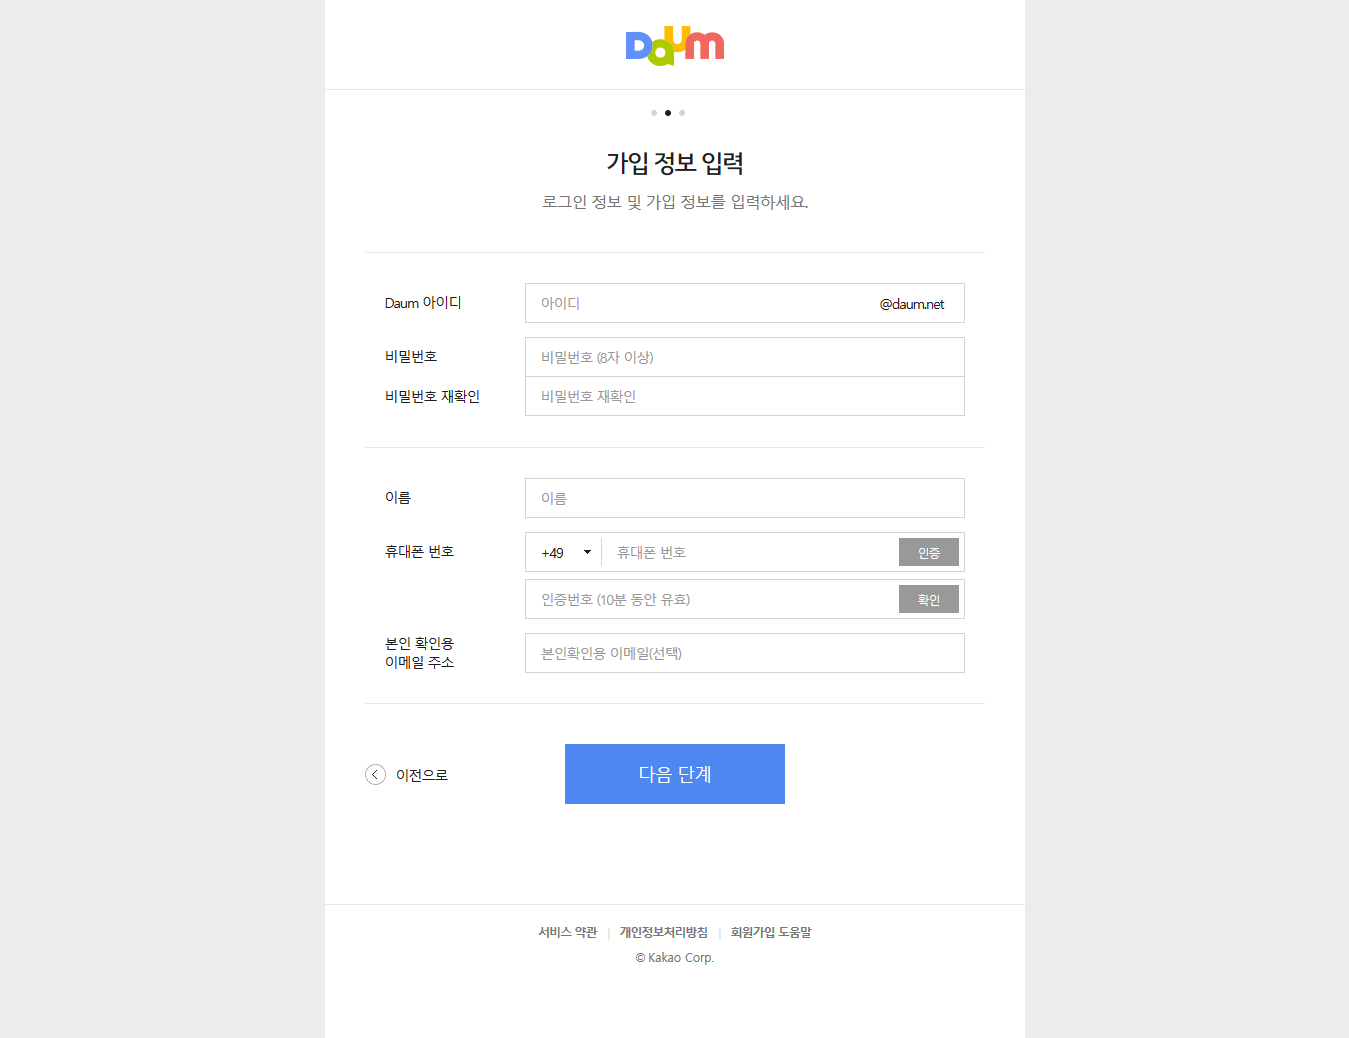 Daum
가입 정보 입력
로그인 정보 및 가입 정보를 입력하세요.
Daum 아이디
아이디 @daum.net
비밀번호
비밀번호 (8자 이상)
비밀번호 재확인
비밀번호 재확인
이름
이름
휴대폰 번호
+49 휴대폰 번호 인증
인증번호 (10분 동안 유효) 확인
본인 확인용
이메일 주소
본인확인용 이메일(선택)
이전으로
다음 단계
서비스 약관 | 개인정보처리방침 | 회원가입 도움말
© Kakao Corp.